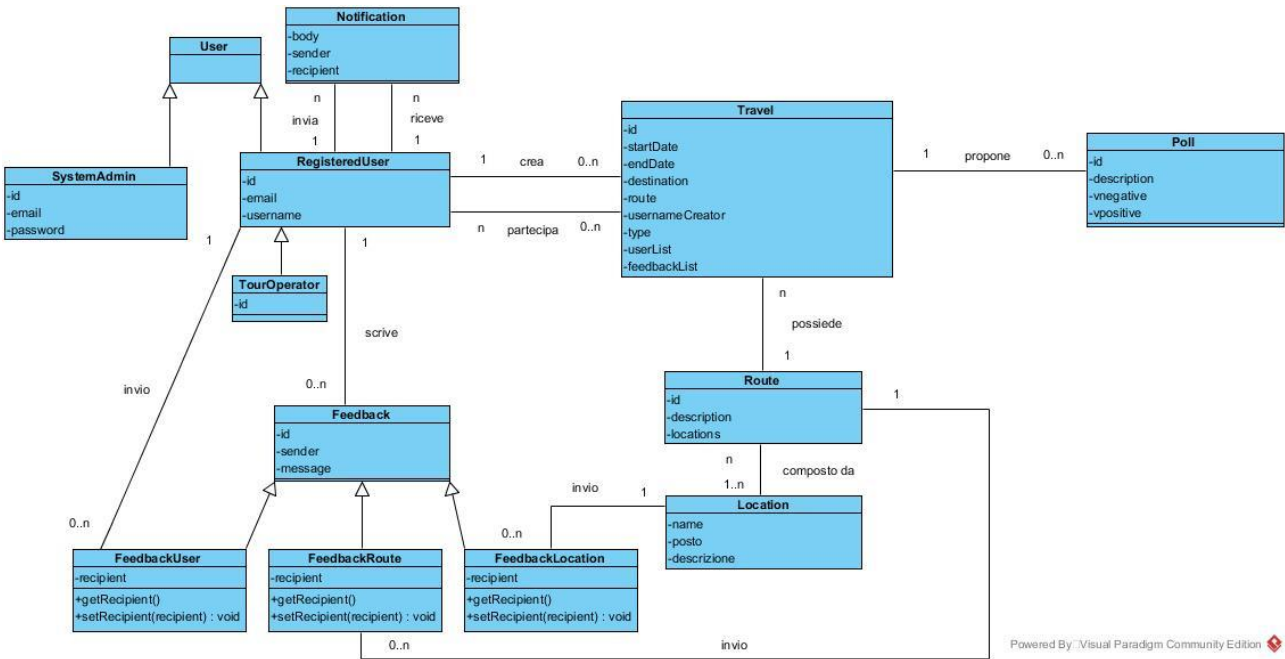 Notification
-body
-sender
-recipient
User
n
n
invia
riceve
1
1
SystemAdmin
-id
-email
-password
RegisteredUser
-id
-email
-username
1
crea
0..n
n
partecipa
0..n
Travel
-id
-startDate
-endDate
-destination
-route
-usernameCreator
-type
-userList
-feedbackList
1
propone
0..n
Poll
-id
-description
-vnegative
-vpositive
1
1
TourOperator
-id
scrive
0..n
invio
0..n
n
possiede
1
Route
-id
-description
-locations
1
Feedback
-id
-sender
-message
n
composto da
1..n
invio
1
0..n
Location
-name
-posto
-descrizione
FeedbackUser
-recipient
+getRecipient()
+setRecipient(recipient) : void
FeedbackRoute
-recipient
+getRecipient()
+setRecipient(recipient) : void
FeedbackLocation
-recipient
+getRecipient()
+setRecipient(recipient) : void
0..n
invio
Powered By Visual Paradigm Community Edition